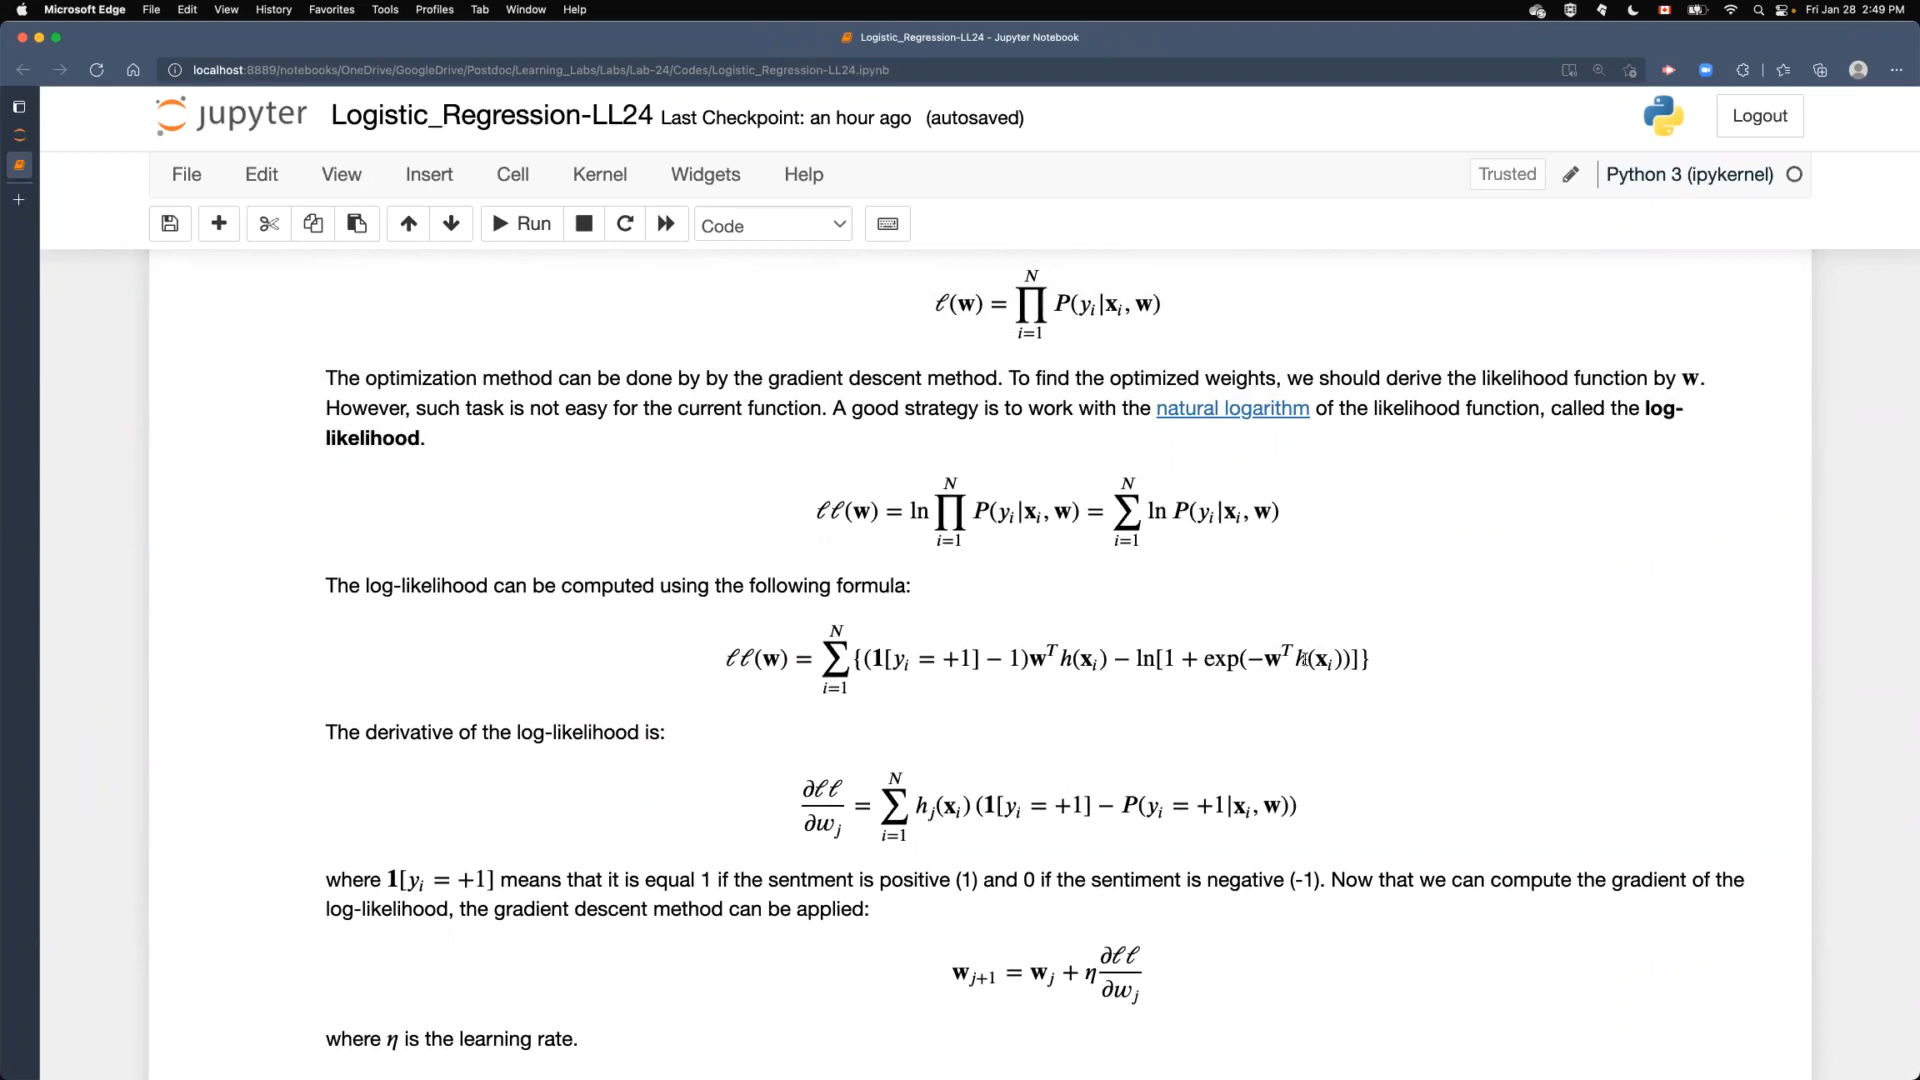 Microsoft Edge File Edit View History Favorites Tools Profiles Tab Window Help Fri Jan 28 2:49 PM
Logistic_Regression-LL24 - Jupyter Notebook
localhost:8889/notebooks/OneDrive/GoogleDrive/Postdoc/Learning_Labs/Labs/Lab-24/Codes/Logistic_Regression-LL24.ipynb
jupyter Logistic_Regression-LL24 Last Checkpoint: an hour ago (autosaved) Logout
File Edit View Insert Cell Kernel Widgets Help Trusted Python 3 (ipykernel)
Run Code
ℓ(w) = ∏_{i=1}^{N} P(y_i|x_i, w)
The optimization method can be done by by the gradient descent method. To find the optimized weights, we should derive the likelihood function by w.
However, such task is not easy for the current function. A good strategy is to work with the natural logarithm of the likelihood function, called the log-
likelihood.
ℓℓ(w) = ln ∏_{i=1}^{N} P(y_i|x_i, w) = ∑_{i=1}^{N} ln P(y_i|x_i, w)
The log-likelihood can be computed using the following formula:
ℓℓ(w) = ∑_{i=1}^{N} {(1[y_i = +1] − 1)w^T h(x_i) − ln[1 + exp(−w^T h(x_i))]}
The derivative of the log-likelihood is:
∂ℓℓ/∂w_j = ∑_{i=1}^{N} h_j(x_i) (1[y_i = +1] − P(y_i = +1|x_i, w))
where 1[y_i = +1] means that it is equal 1 if the sentment is positive (1) and 0 if the sentiment is negative (-1). Now that we can compute the gradient of the
log-likelihood, the gradient descent method can be applied:
w_{j+1} = w_j + η ∂ℓℓ/∂w_j
where η is the learning rate.